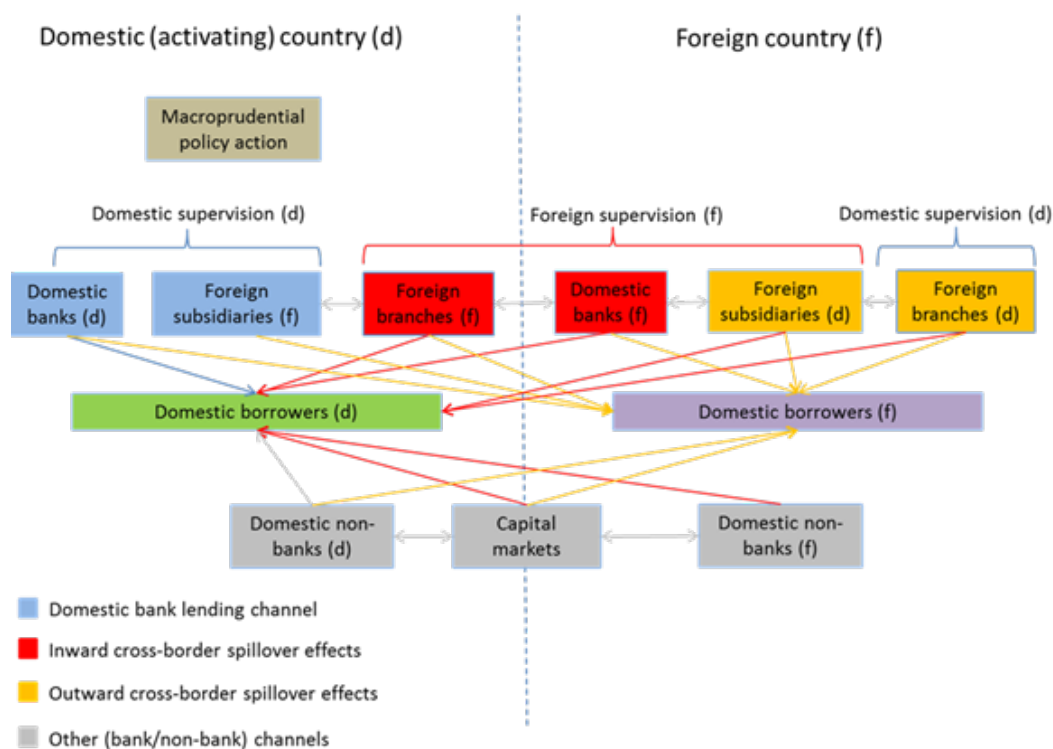 Domestic (activating) country (d)
Foreign country (f)
Macroprudential
policy action
Domestic supervision (d)
Foreign supervision (f)
Domestic supervision (d)
Domestic
banks (d)
Foreign
subsidiaries (f)
Foreign
branches (f)
Domestic
banks (f)
Foreign
subsidiaries (d)
Foreign
branches (d)
Domestic borrowers (d)
Domestic borrowers (f)
Domestic non-
banks (d)
Capital
markets
Domestic non-
banks (f)
Domestic bank lending channel
Inward cross-border spillover effects
Outward cross-border spillover effects
Other (bank/non-bank) channels